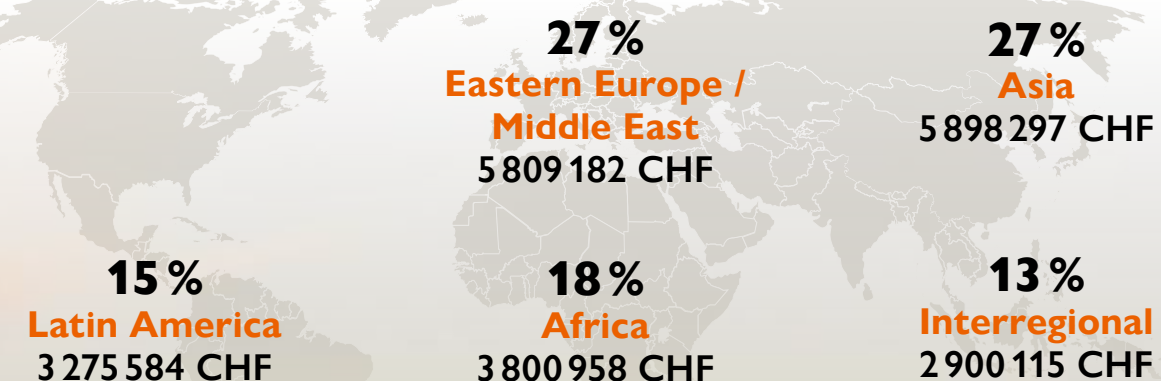 27 %
Eastern Europe /
Middle East
5 809 182 CHF
27 %
Asia
5 898 297 CHF
15 %
Latin America
3 275 584 CHF
18 %
Africa
3 800 958 CHF
13 %
Interregional
2 900 115 CHF